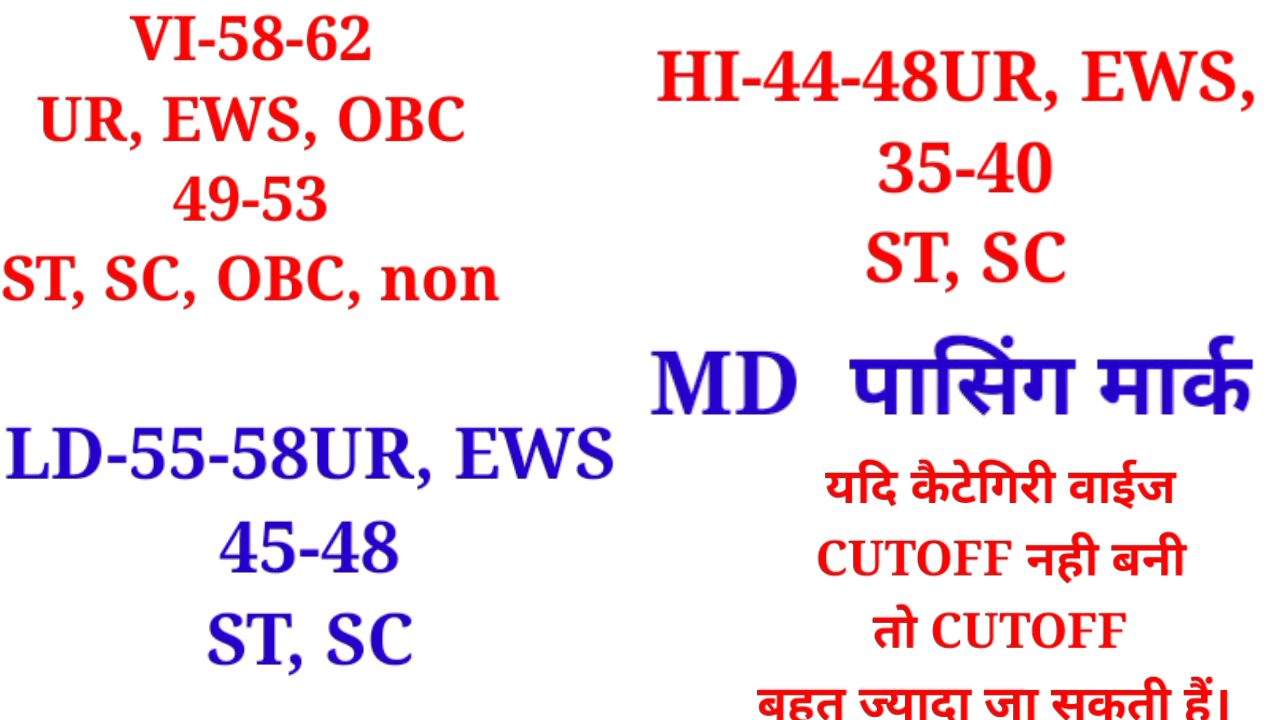 VI-58-62
UR, EWS, OBC
49-53
ST, SC, OBC, non
LD-55-58UR, EWS
45-48
ST, SC
HI-44-48UR, EWS,
35-40
ST, SC
MD पासिंग मार्क
यदि कैटेगिरी वाईज
CUTOFF नही बनी
तो CUTOFF
बहुत ज्यादा जा सकती हैं।